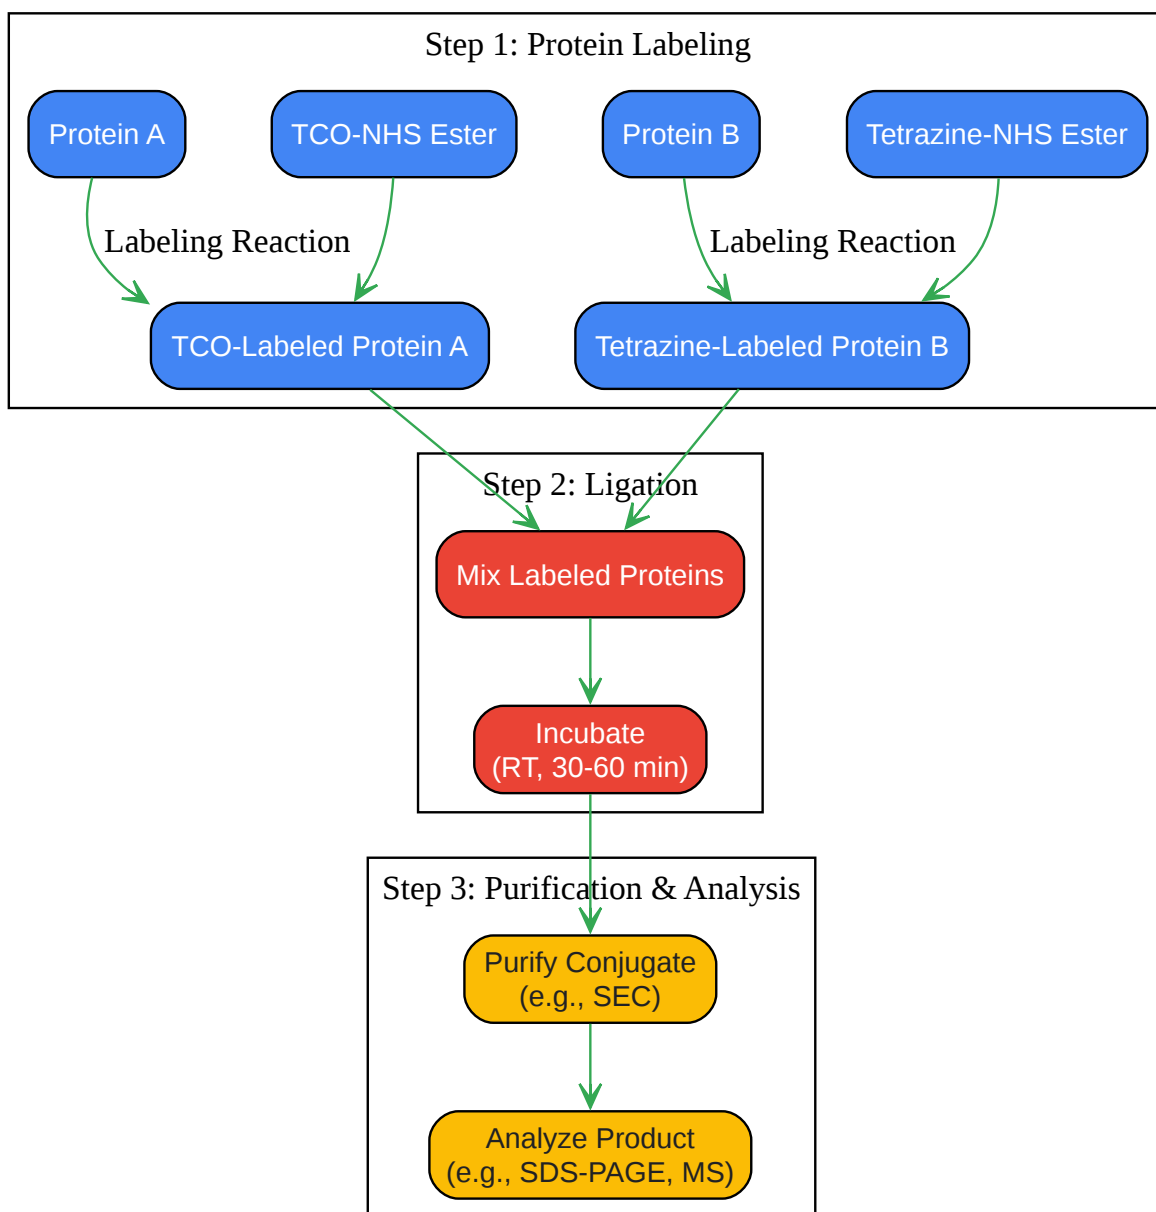 Step 1: Protein Labeling
Protein A
TCO-NHS Ester
Protein B
Tetrazine-NHS Ester
Labeling Reaction
Labeling Reaction
TCO-Labeled Protein A
Tetrazine-Labeled Protein B
Step 2: Ligation
Mix Labeled Proteins
Incubate
(RT, 30-60 min)
Step 3: Purification & Analysis
Purify Conjugate
(e.g., SEC)
Analyze Product
(e.g., SDS-PAGE, MS)